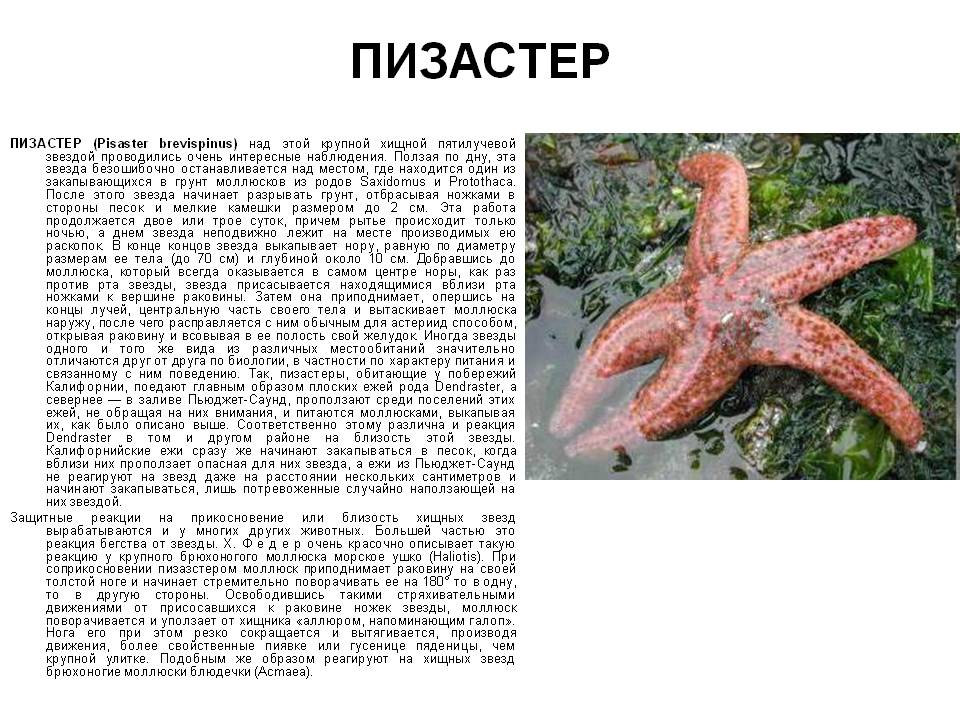 ПИЗАСТЕР
ПИЗАСТЕР (Pisaster brevispinus) над этой крупной хищной пятилучевой
звездой проводились очень интересные наблюдения. Ползая по дну, эта
звезда безошибочно останавливается над местом, где находится один из
закапывающихся в грунт моллюсков из родов Saxidomus и Protothaca.
После этого звезда начинает разрывать грунт, отбрасывая ножками в
стороны песок и мелкие камешки размером до 2 см. Эта работа
продолжается двое или трое суток, причем рытье происходит только
ночью, а днем звезда неподвижно лежит на месте производимых ею
раскопок. В конце концов звезда выкапывает нору, равную по диаметру
размерам ее тела (до 70 см) и глубиной около 10 см. Добравшись до
моллюска, который всегда оказывается в самом центре норы, как раз
против рта звезды, звезда присасывается находящимися вблизи рта
ножками к вершине раковины. Затем она приподнимает, опершись на
концы лучей, центральную часть своего тела и вытаскивает моллюска
наружу, после чего расправляется с ним обычным для астериид способом,
открывая раковину и всовывая в ее полость свой желудок. Иногда звезды
одного и того же вида из различных местообитаний значительно
отличаются друг от друга по биологии, в частности по характеру питания и
связанному с ним поведению. Так, пизастеры, обитающие у побережий
Калифорнии, поедают главным образом плоских ежей рода Dendraster, а
севернее — в заливе Пьюджет-Саунд, проползают среди поселений этих
ежей, не обращая на них внимания, и питаются моллюсками, выкапывая
их, как было описано выше. Соответственно этому различна и реакция
Dendraster в том и другом районе на близость этой звезды.
Калифорнийские ежи сразу же начинают закапываться в песок, когда
вблизи них проползает опасная для них звезда, а ежи из Пьюджет-Саунд
не реагируют на звезд даже на расстоянии нескольких сантиметров и
начинают закапываться, лишь потревоженные случайно наползающей на
них звездой.
Защитные реакции на прикосновение или близость хищных звезд
вырабатываются и у многих других животных. Большей частью это
реакция бегства от звезды. Х. Ф е д е р очень красочно описывает такую
реакцию у крупного брюхоногого моллюска морское ушко (Haliotis). При
соприкосновении пизазстером моллюск приподнимает раковину на своей
толстой ноге и начинает стремительно поворачивать ее на 180° то в одну,
то в другую стороны. Освободившись такими стряхивательными
движениями от присосавшихся к раковине ножек звезды, моллюск
поворачивается и уползает от хищника «аллюром, напоминающим галоп».
Нога его при этом резко сокращается и вытягивается, производя
движения, более свойственные пиявке или гусенице пяденицы, чем
крупной улитке. Подобным же образом реагируют на хищных звезд
брюхоногие моллюски блюдечки (Acmaea).